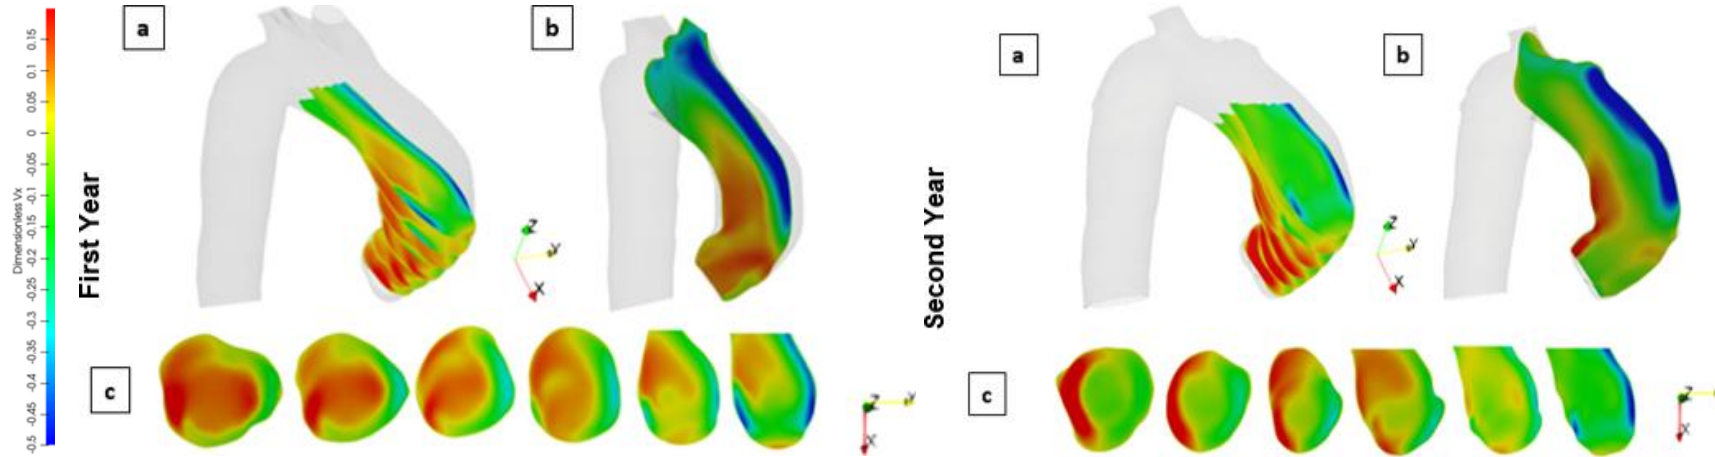 Dimensionless Vx
0.15
0.1
0.05
0
-0.05
-0.1
-0.15
-0.2
-0.25
-0.3
-0.35
-0.4
-0.45
-0.5
First Year
a
b
Z
Y
X
c
Z
Y
X
Second Year
a
b
Z
Y
X
c
Z
X